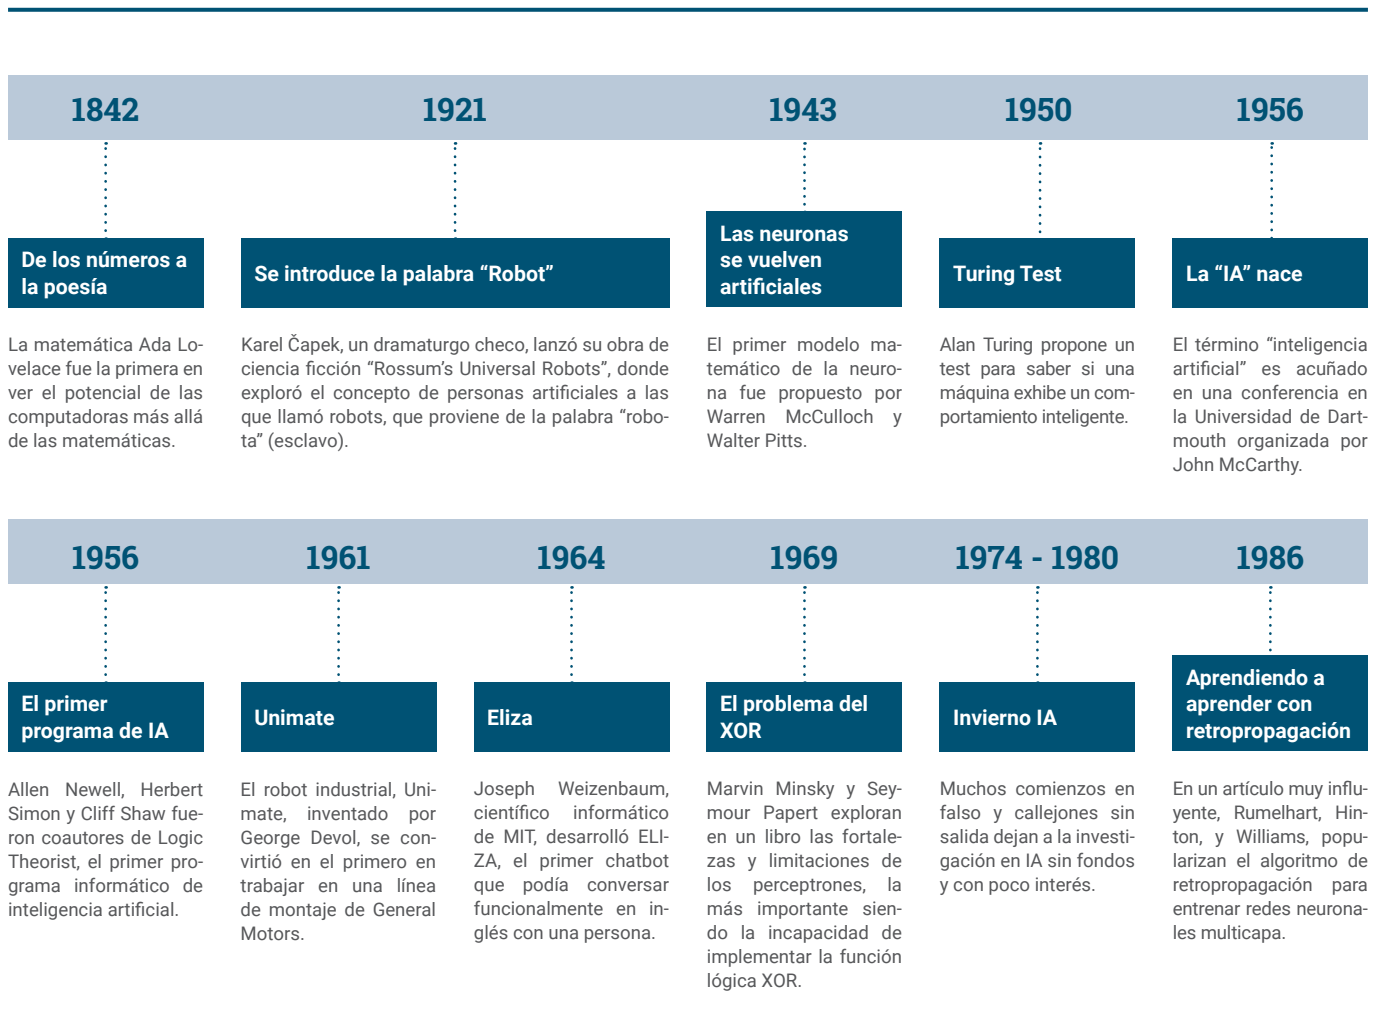 1842
1921
1943
1950
1956
De los números a
la poesía
Se introduce la palabra “Robot”
Las neuronas
se vuelven
artificiales
Turing Test
La “IA” nace
La matemática Ada Lo-
velace fue la primera en
ver el potencial de las
computadoras más allá
de las matemáticas.
Karel Čapek, un dramaturgo checo, lanzó su obra de
ciencia ficción “Rossum’s Universal Robots”, donde
exploró el concepto de personas artificiales a las
que llamó robots, que proviene de la palabra “robo-
ta” (esclavo).
El primer modelo ma-
temático de la neuro-
na fue propuesto por
Warren McCulloch y
Walter Pitts.
Alan Turing propone un
test para saber si una
máquina exhibe un com-
portamiento inteligente.
El término “inteligencia
artificial” es acuñado
en una conferencia en
la Universidad de Dart-
mouth organizada por
John McCarthy.
1956
1961
1964
1969
1974 - 1980
1986
El primer
programa de IA
Unimate
Eliza
El problema del
XOR
Invierno IA
Aprendiendo a
aprender con
retropropagación
Allen Newell, Herbert
Simon y Cliff Shaw fue-
ron coautores de Logic
Theorist, el primer pro-
grama informático de
inteligencia artificial.
El robot industrial, Uni-
mate, inventado por
George Devol, se con-
virtió en el primero en
trabajar en una línea
de montaje de General
Motors.
Joseph Weizenbaum,
científico informático
de MIT, desarrolló ELI-
ZA, el primer chatbot
que podía conversar
funcionalmente en in-
glés con una persona.
Marvin Minsky y Sey-
mour Papert exploran
en un libro las fortale-
zas y limitaciones de
los perceptrones, la
más importante sien-
do la incapacidad de
implementar la función
lógica XOR.
Muchos comienzos en
falso y callejones sin
salida dejan a la investi-
gación en IA sin fondos
y con poco interés.
En un artículo muy influ-
yente, Rumelhart, Hin-
ton, y Williams, popu-
larizan el algoritmo de
retropropagación para
entrenar redes neurona-
les multicapa.